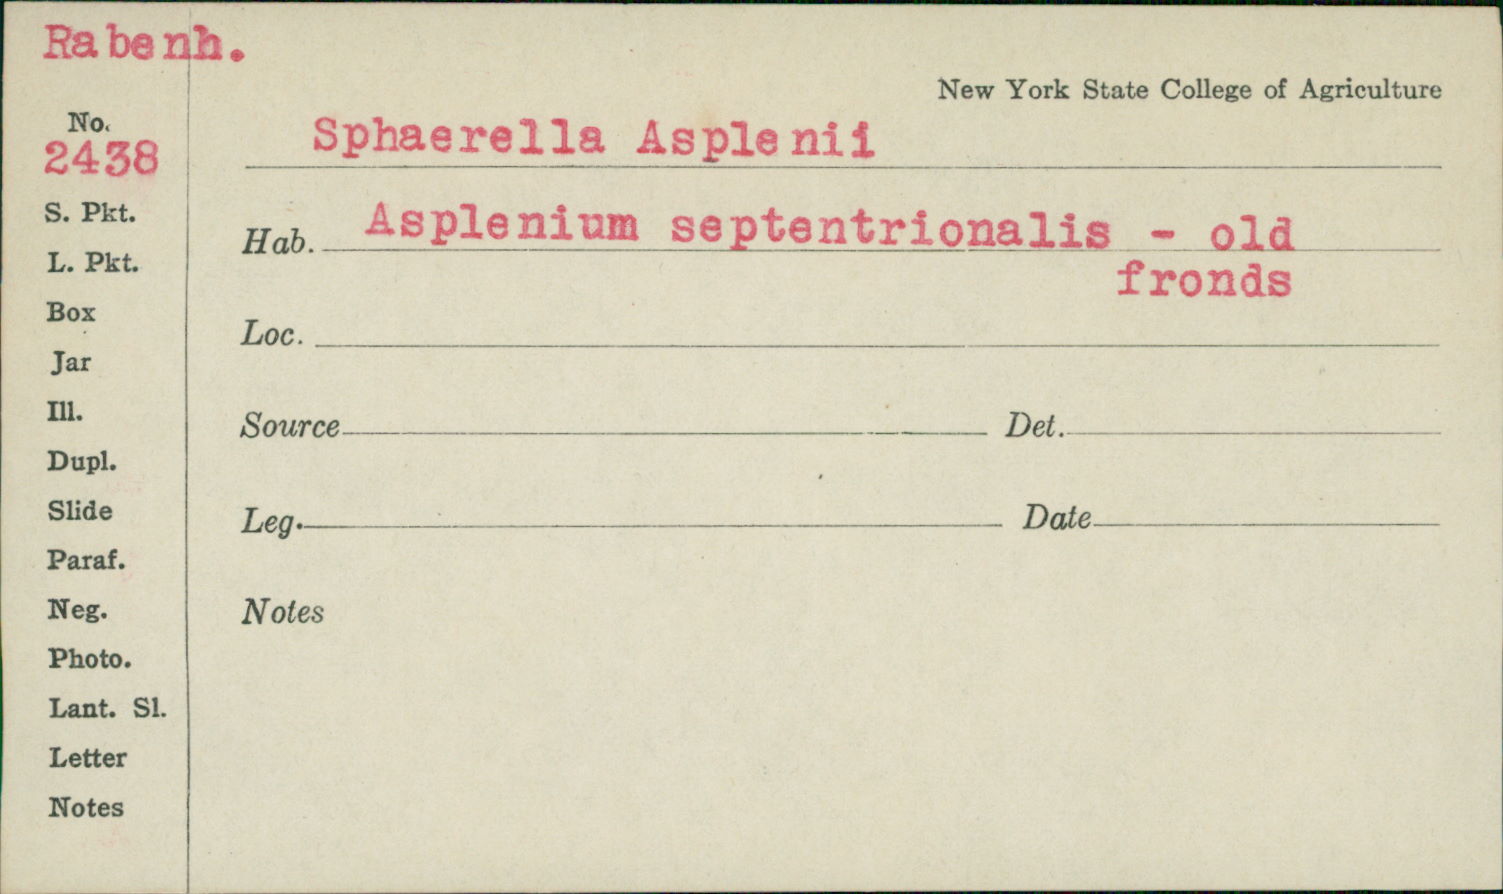 Rabenh.
New York State College of Agriculture
No.
2438
Sphaerella Asplenii
S. Pkt.
Hab. Asplenium septentrionalis - old
fronds
L. Pkt.
Box
Loc.
Jar
Ill.
Source Det.
Dupl.
Slide
Leg. Date
Paraf.
Neg.
Notes
Photo.
Lant. Sl.
Letter
Notes